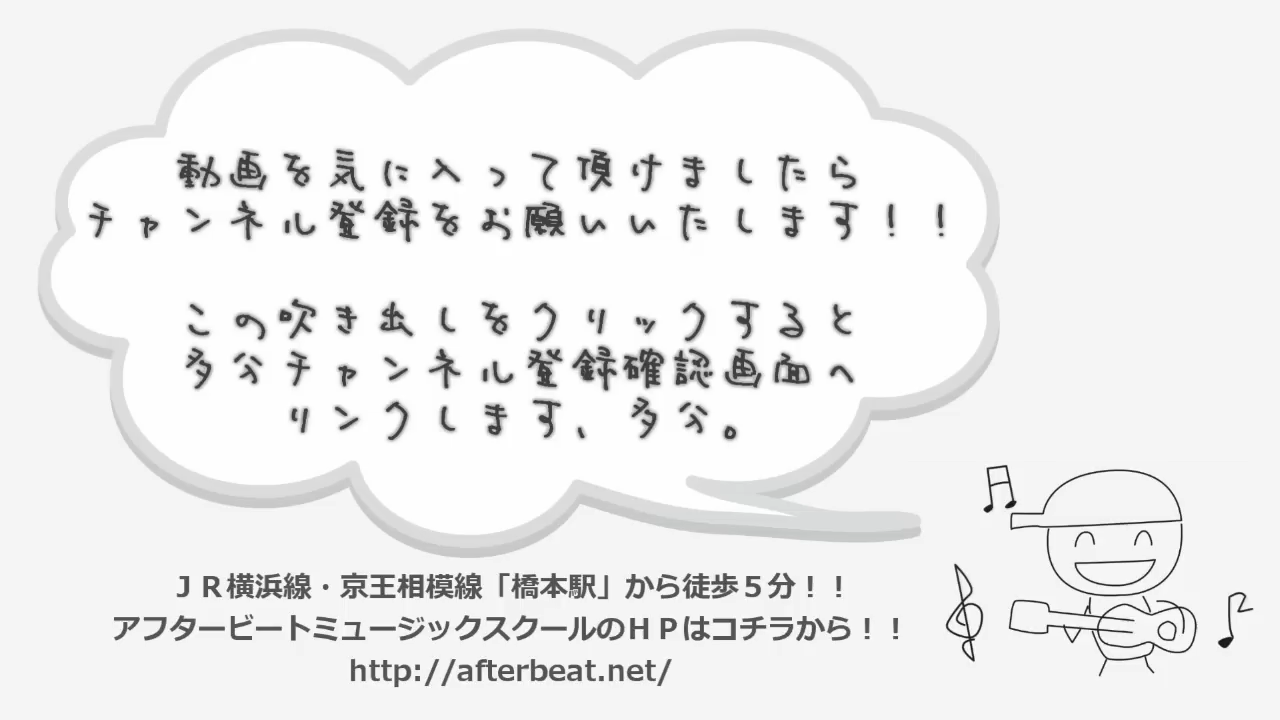 動画を気に入って頂けましたら
チャンネル登録をお願いいたします！！
この吹き出しをクリックすると
多分チャンネル登録確認画面へ
リンクします、多分。
ＪＲ横浜線・京王相模線「橋本駅」から徒歩５分！！
アフタービートミュージックスクールのＨＰはコチラから！！
http://afterbeat.net/